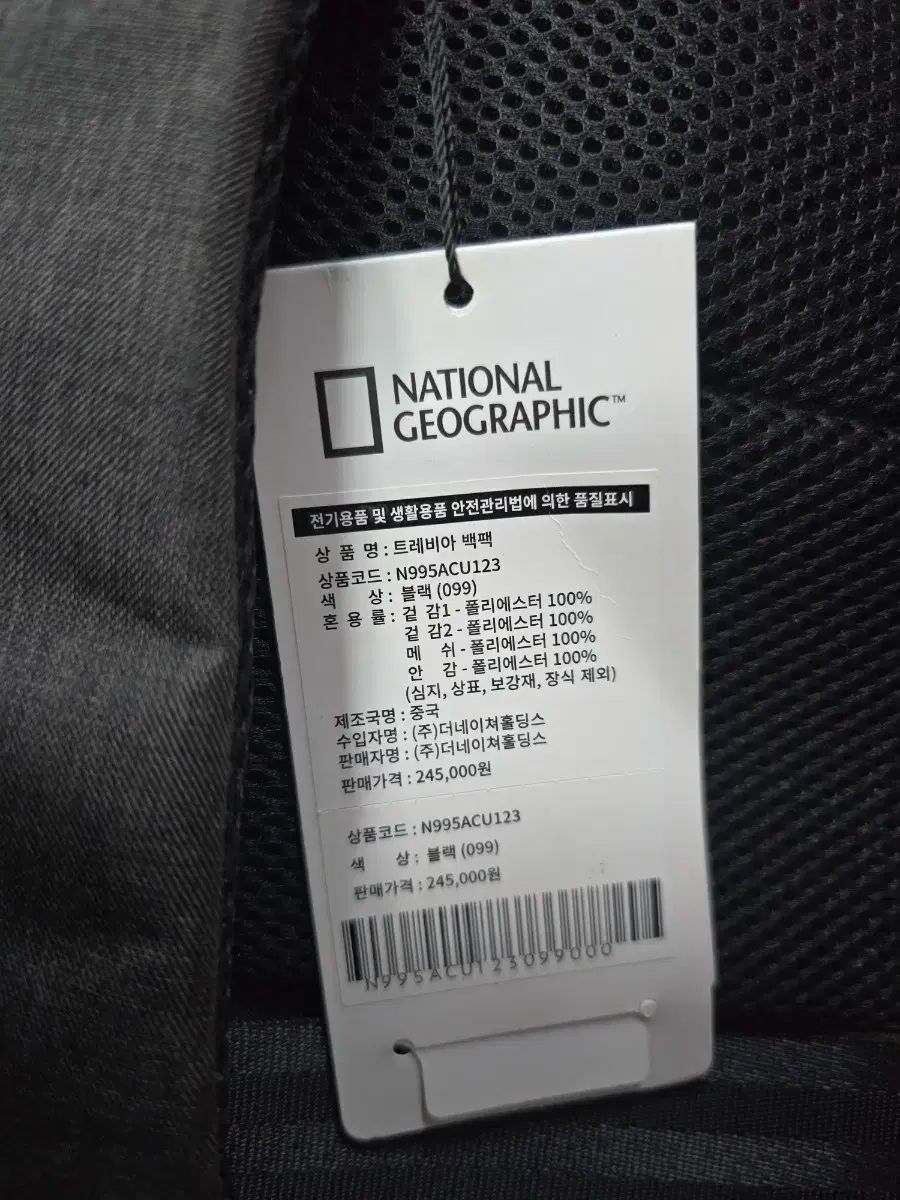 NATIONAL
GEOGRAPHIC™
전기용품 및 생활용품 안전관리법에 의한 품질표시
상 품 명 : 트레비아 백팩
상품코드 : N995ACU123
색 상 : 블랙 (099)
혼 용 률 : 겉 감1 - 폴리에스터 100%
겉 감2 - 폴리에스터 100%
메 쉬 - 폴리에스터 100%
안 감 - 폴리에스터 100%
(심지, 상표, 보강재, 장식 제외)
제조국명 : 중국
수입자명 : (주)더네이쳐홀딩스
판매자명 : (주)더네이쳐홀딩스
판매가격 : 245,000원
상품코드 : N995ACU123
색 상 : 블랙 (099)
판매가격 : 245,000원
N995ACU123099000